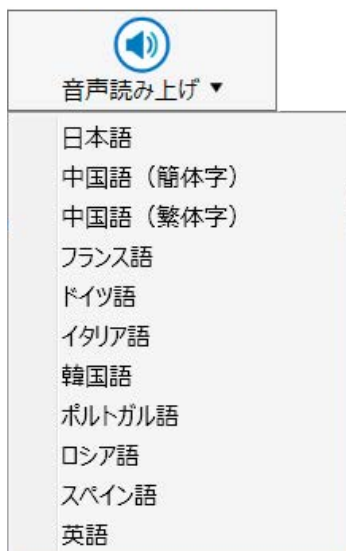 音声読み上げ ▼
日本語
中国語（簡体字）
中国語（繁体字）
フランス語
ドイツ語
イタリア語
韓国語
ポルトガル語
ロシア語
スペイン語
英語